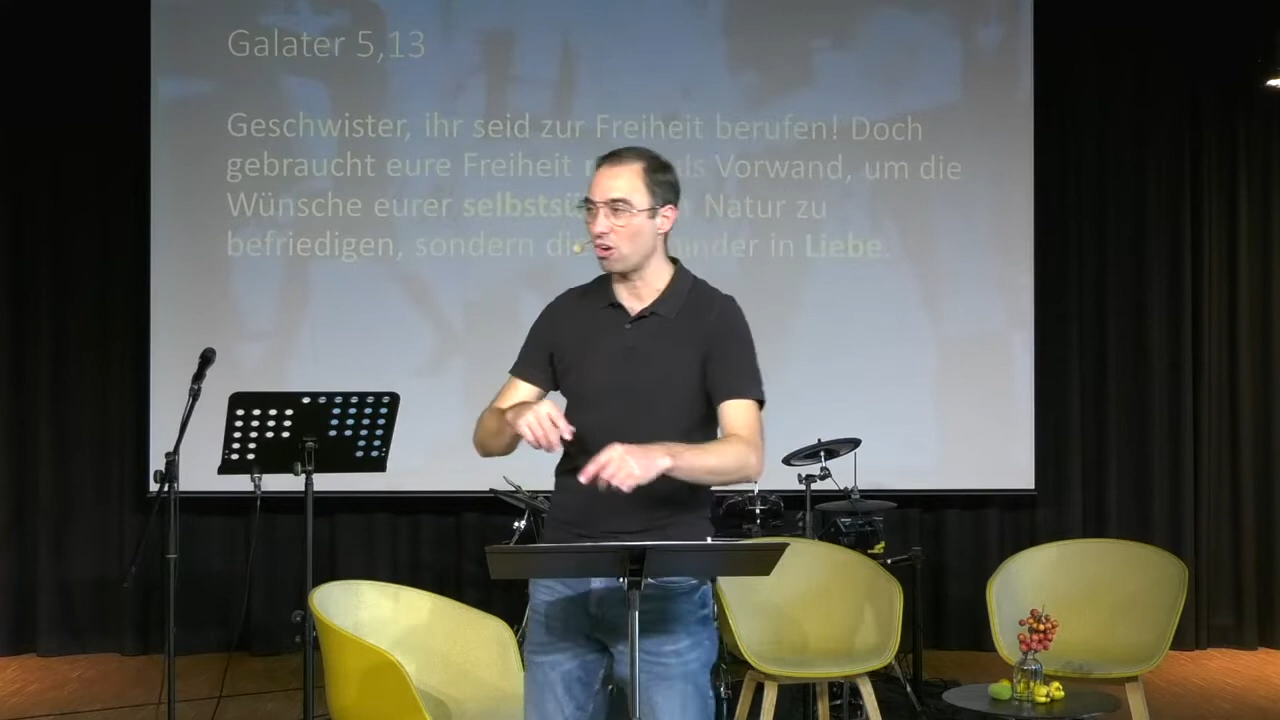 Galater 5,13
Geschwister, ihr seid zur Freiheit berufen! Doch
gebraucht eure Freiheit als Vorwand, um die
Wünsche eurer Natur zu
befriedigen, sondern in Liebe.